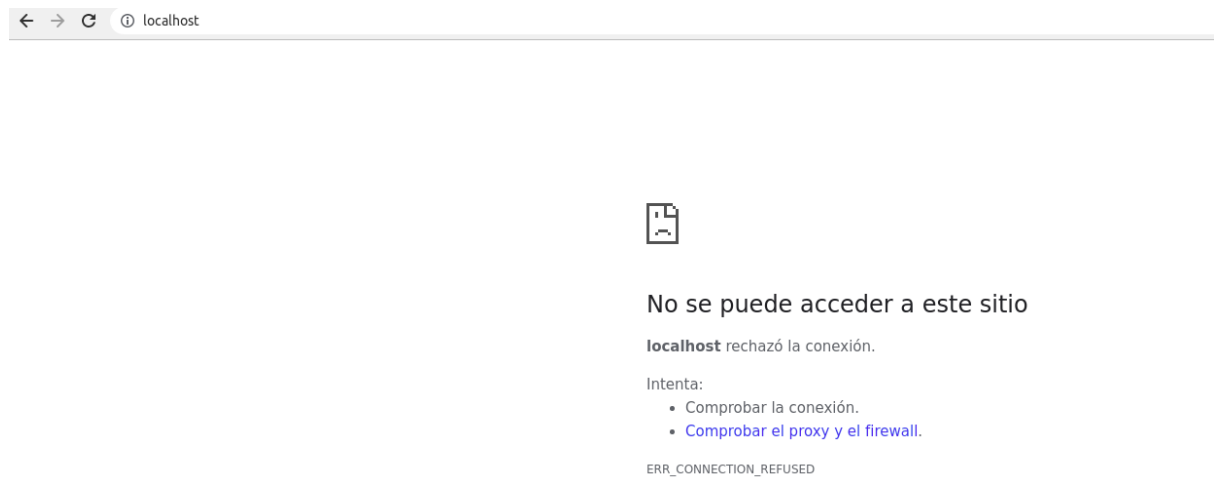 localhost
No se puede acceder a este sitio
localhost rechazó la conexión.
Intenta:
• Comprobar la conexión.
• Comprobar el proxy y el firewall.
ERR_CONNECTION_REFUSED